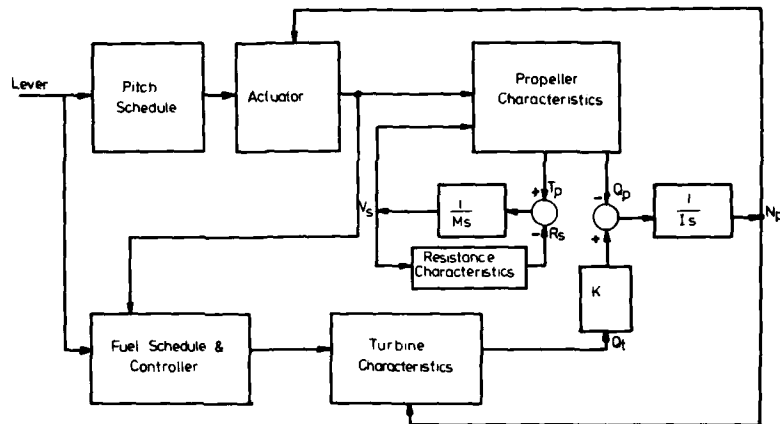 Lever
Pitch
Schedule
Actuator
Propeller
Characteristics
+
Tp
-
Qp
Vs
1
Ms
-
Rs
+
1
Is
Np
Resistance
Characteristics
K
Qt
Fuel Schedule &
Controller
Turbine
Characteristics